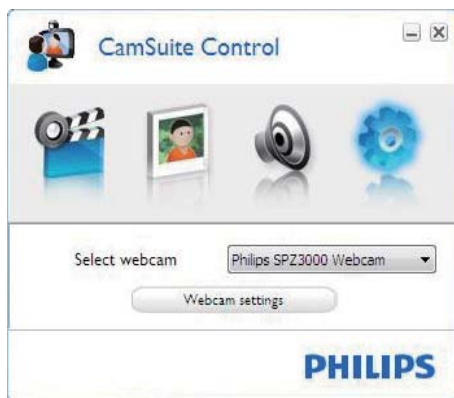 CamSuite Control
Select webcam
Philips SPZ3000 Webcam
Webcam settings
PHILIPS